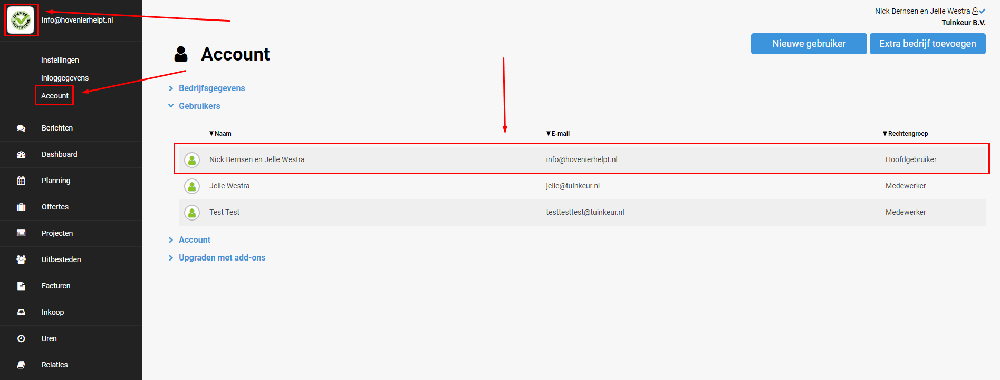 TUINKEUR
GECERTIFICEERD
info@hovenierhelpt.nl
Instellingen
Inloggegevens
Account
Berichten
Dashboard
Planning
Offertes
Projecten
Uitbesteden
Facturen
Inkoop
Uren
Relaties
Nick Bernsen en Jelle Westra
Tuinkeur B.V.
Nieuwe gebruiker
Extra bedrijf toevoegen
Account
Bedrijfsgegevens
Gebruikers
Naam E-mail Rechtengroep
Nick Bernsen en Jelle Westra info@hovenierhelpt.nl Hoofdgebruiker
Jelle Westra jelle@tuinkeur.nl Medewerker
Test Test testtesttest@tuinkeur.nl Medewerker
Account
Upgraden met add-ons